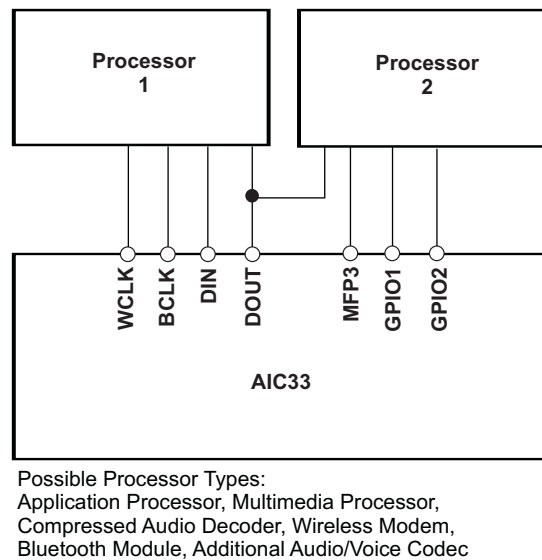 Processor
1
Processor
2
WCLK
BCLK
DIN
DOUT
MFP3
GPIO1
GPIO2
AIC33
Possible Processor Types:
Application Processor, Multimedia Processor,
Compressed Audio Decoder, Wireless Modem,
Bluetooth Module, Additional Audio/Voice Codec